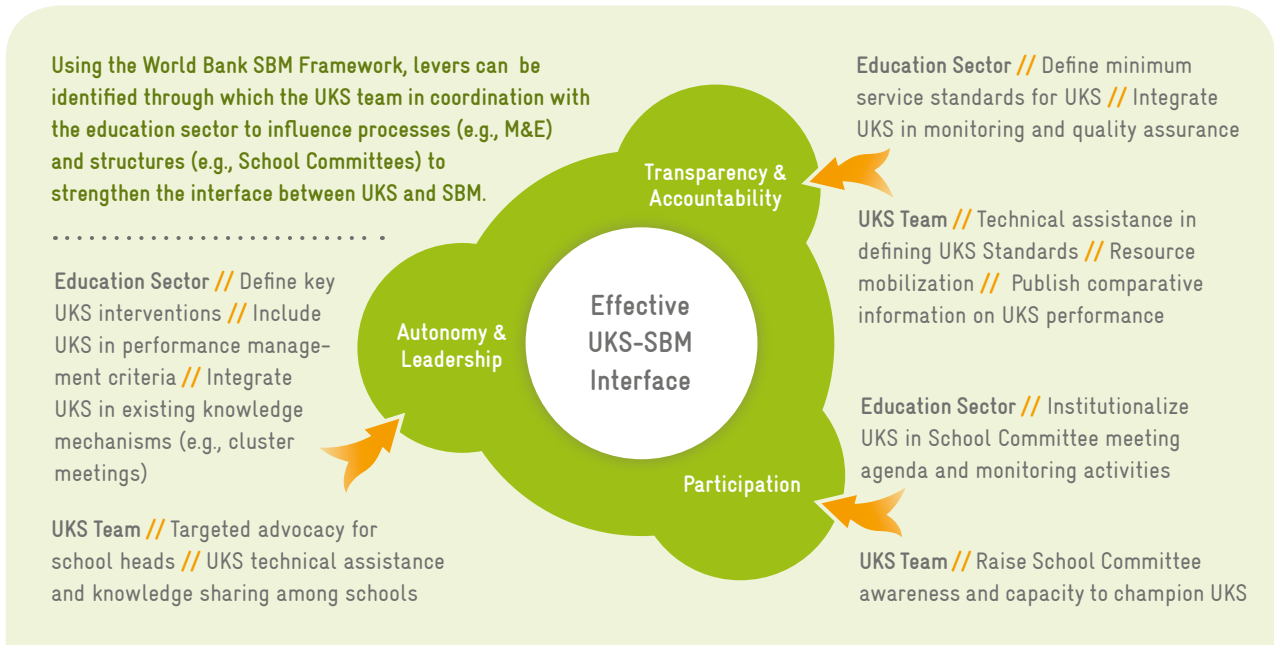 Using the World Bank SBM Framework, levers can be
identified through which the UKS team in coordination with
the education sector to influence processes (e.g., M&E)
and structures (e.g., School Committees) to
strengthen the interface between UKS and SBM.
Education Sector // Define key
UKS interventions // Include
UKS in performance manage-
ment criteria // Integrate
UKS in existing knowledge
mechanisms (e.g., cluster
meetings)
UKS Team // Targeted advocacy for
school heads // UKS technical assistance
and knowledge sharing among schools
Autonomy &
Leadership
Effective
UKS-SBM
Interface
Transparency &
Accountability
Participation
Education Sector // Define minimum
service standards for UKS // Integrate
UKS in monitoring and quality assurance
UKS Team // Technical assistance in
defining UKS Standards // Resource
mobilization // Publish comparative
information on UKS performance
Education Sector // Institutionalize
UKS in School Committee meeting
agenda and monitoring activities
UKS Team // Raise School Committee
awareness and capacity to champion UKS